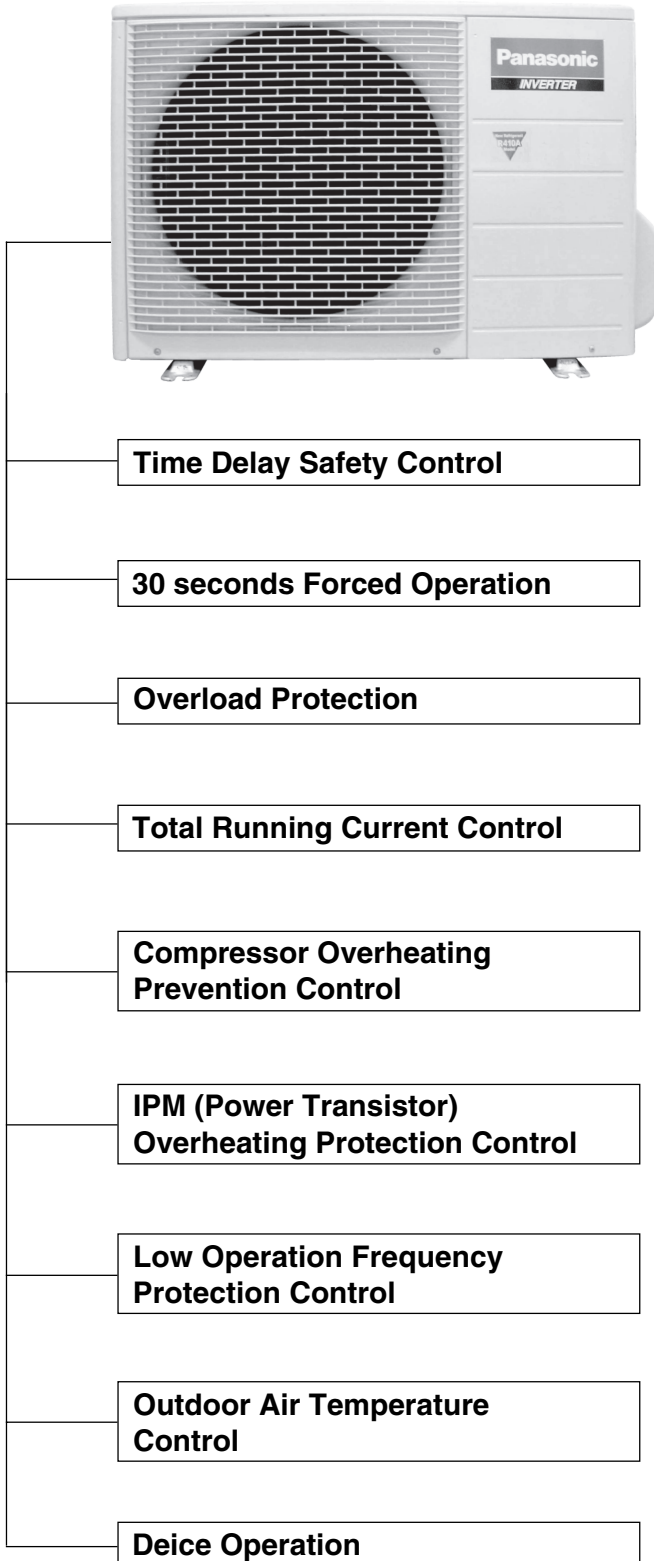 Panasonic
INVERTER
R410A
Time Delay Safety Control
30 seconds Forced Operation
Overload Protection
Total Running Current Control
Compressor Overheating
Prevention Control
IPM (Power Transistor)
Overheating Protection Control
Low Operation Frequency
Protection Control
Outdoor Air Temperature
Control
Deice Operation